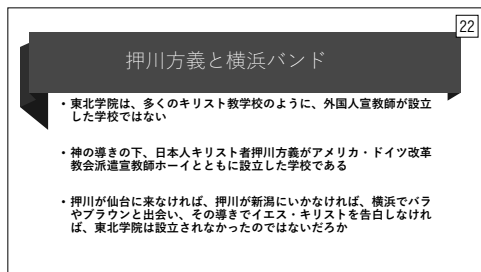 22
押川方義と横浜バンド
・東北学院は、多くのキリスト教学校のように、外国人宣教師が設立
した学校ではない
・神の導きの下、日本人キリスト者押川方義がアメリカ・ドイツ改革
教会派遣宣教師ホーイとともに設立した学校である
・押川が仙台に来なければ、押川が新潟にいかなければ、横浜でバラ
やブラウンと出会い、その導きでイエス・キリストを告白しなけれ
ば、東北学院は設立されなかったのではないだろか